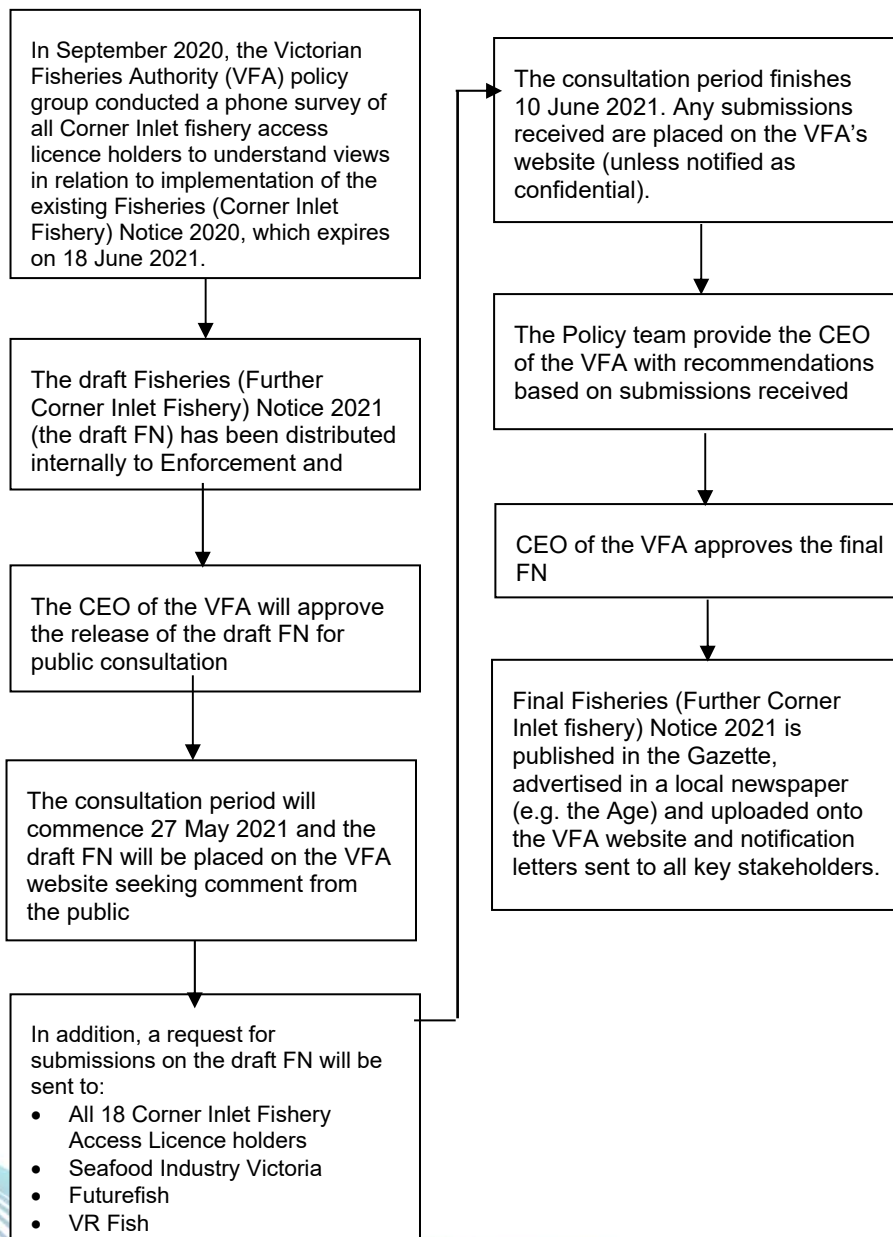 In September 2020, the Victorian
Fisheries Authority (VFA) policy
group conducted a phone survey of
all Corner Inlet fishery access
licence holders to understand views
in relation to implementation of the
existing Fisheries (Corner Inlet
Fishery) Notice 2020, which expires
on 18 June 2021.
The draft Fisheries (Further
Corner Inlet Fishery) Notice 2021
(the draft FN) has been distributed
internally to Enforcement and
The CEO of the VFA will approve
the release of the draft FN for
public consultation
The consultation period will
commence 27 May 2021 and the
draft FN will be placed on the VFA
website seeking comment from
the public
In addition, a request for
submissions on the draft FN will be
sent to:
• All 18 Corner Inlet Fishery
Access Licence holders
• Seafood Industry Victoria
• Futurefish
• VR Fish
The consultation period finishes
10 June 2021. Any submissions
received are placed on the VFA's
website (unless notified as
confidential).
The Policy team provide the CEO
of the VFA with recommendations
based on submissions received
CEO of the VFA approves the final
FN
Final Fisheries (Further Corner
Inlet fishery) Notice 2021 is
published in the Gazette,
advertised in a local newspaper
(e.g. the Age) and uploaded onto
the VFA website and notification
letters sent to all key stakeholders.